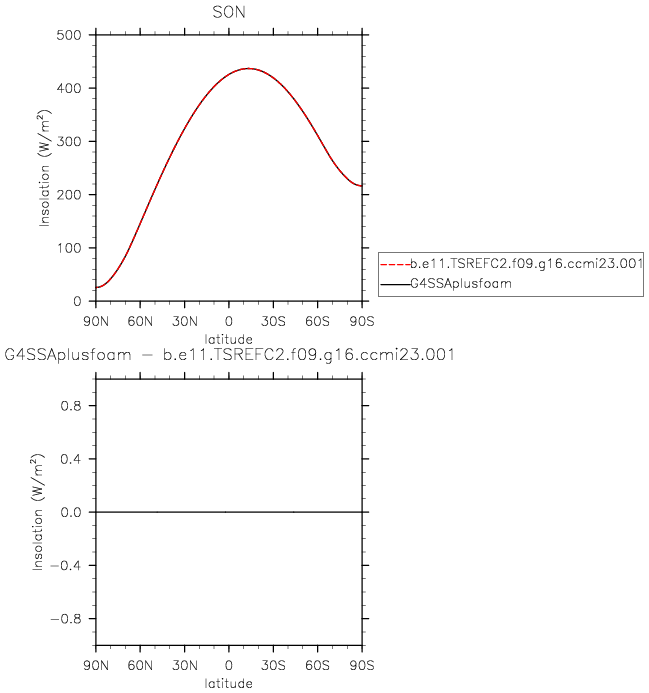 SON
500
400
300
200
100
0
Insolation (W/m²)
90N 60N 30N 0 30S 60S 90S
latitude
b.e11.TSREFC2.f09.g16.ccmi23.001
G4SSAplusfoam
G4SSAplusfoam − b.e11.TSREFC2.f09.g16.ccmi23.001
0.8
0.4
0.0
−0.4
−0.8
Insolation (W/m²)
90N 60N 30N 0 30S 60S 90S
latitude